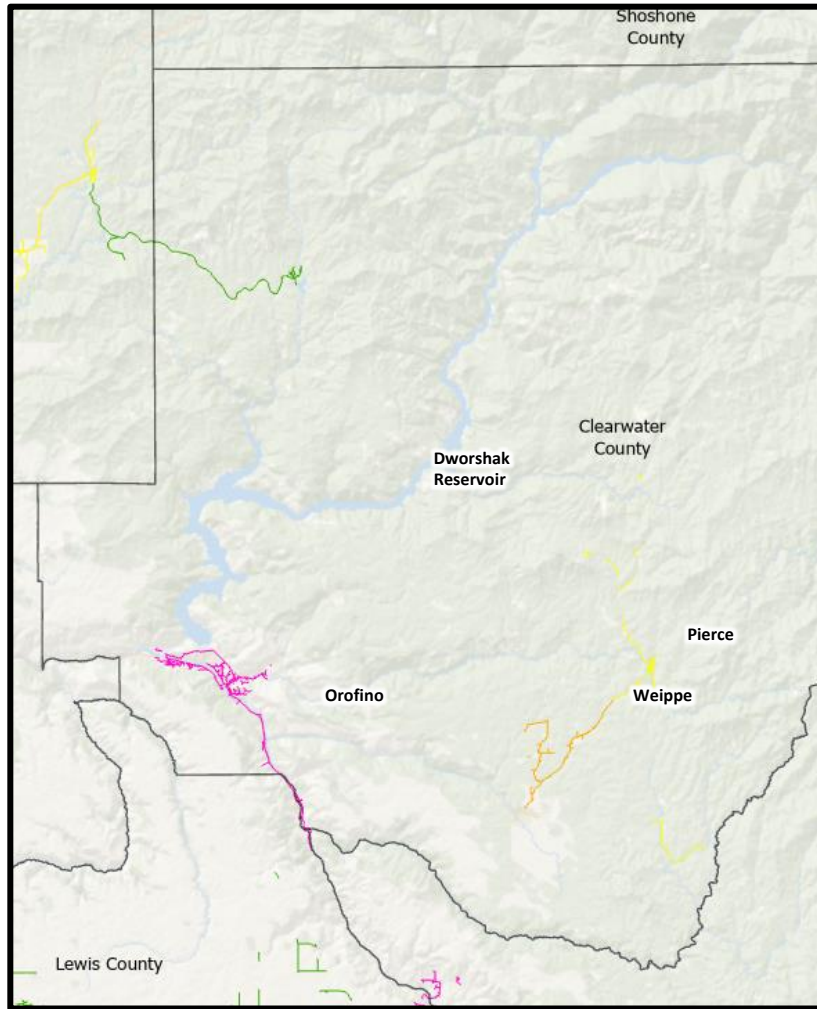 Shoshone
County
Clearwater
County
Dworshak
Reservoir
Pierce
Orofino
Weippe
Lewis County